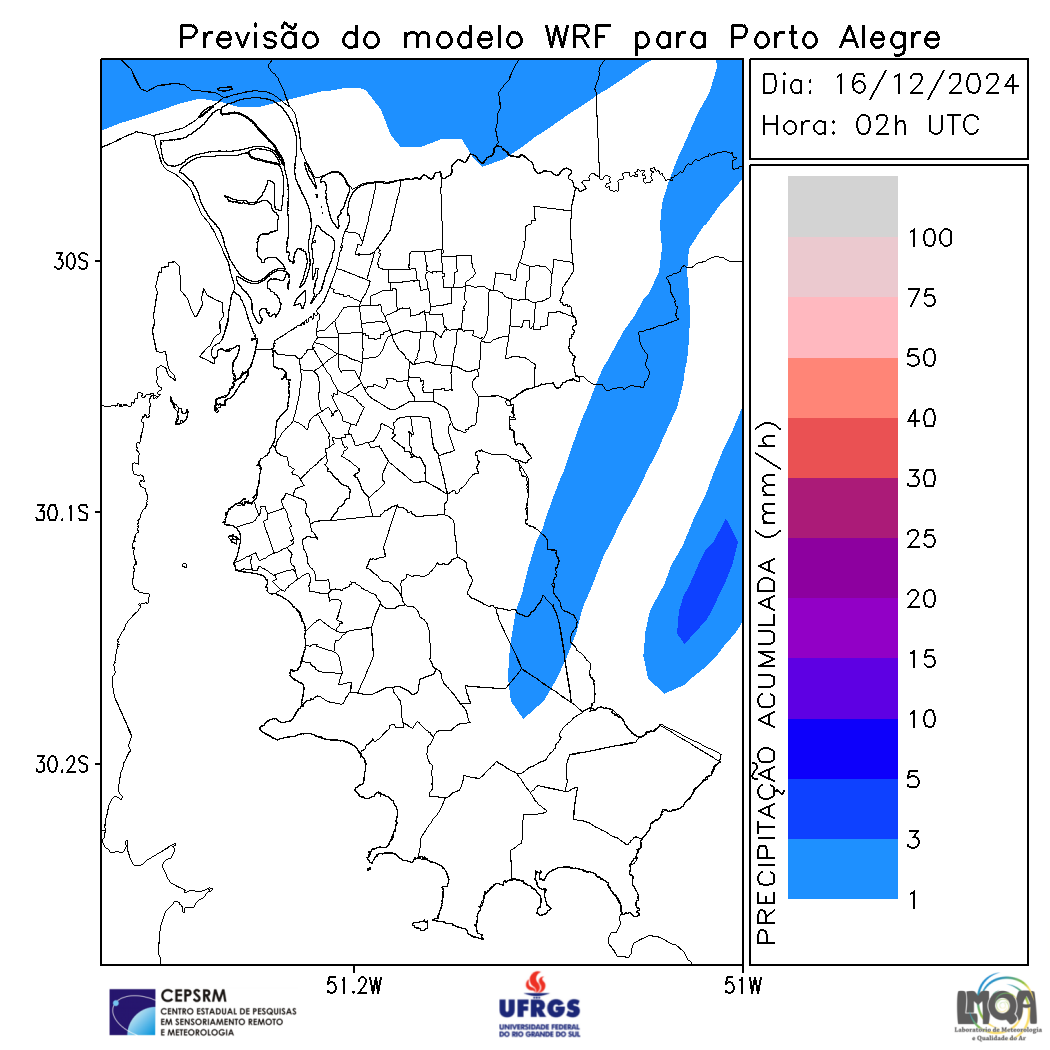 Previsão do modelo WRF para Porto Alegre
Dia: 16/12/2024
Hora: 02h UTC
30S
30.1S
30.2S
51.2W
51W
PRECIPITAÇÃO ACUMULADA (mm/h)
100
75
50
40
30
25
20
15
10
5
3
1
CEPSRM
CENTRO ESTADUAL DE PESQUISAS
EM SENSORIAMENTO REMOTO
E METEOROLOGIA
UFRGS
UNIVERSIDADE FEDERAL
DO RIO GRANDE DO SUL
LMQA
Laboratório de Meteorologia
e Qualidade do Ar